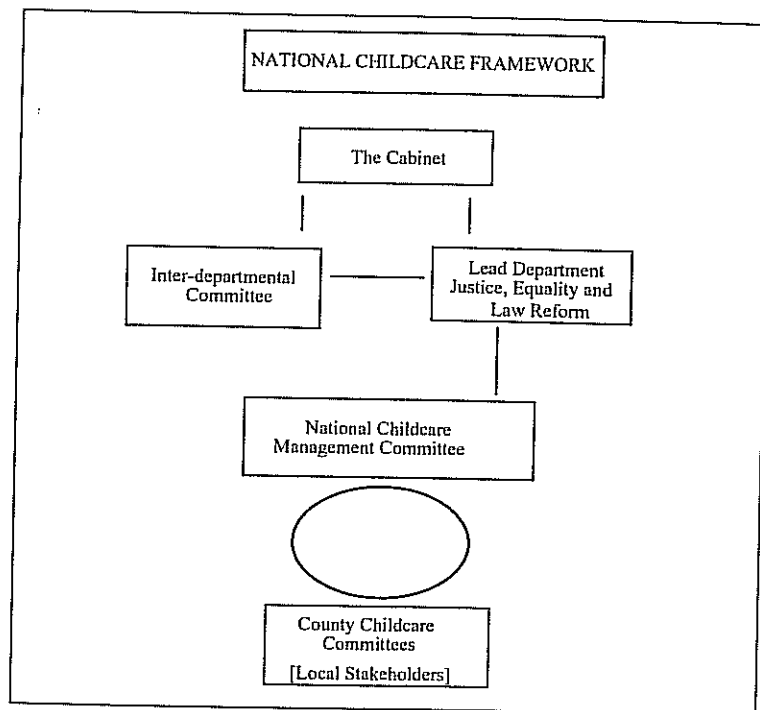 NATIONAL CHILDCARE FRAMEWORK
The Cabinet
Inter-departmental
Committee
Lead Department
Justice, Equality and
Law Reform
National Childcare
Management Committee
County Childcare
Committees
[Local Stakeholders]